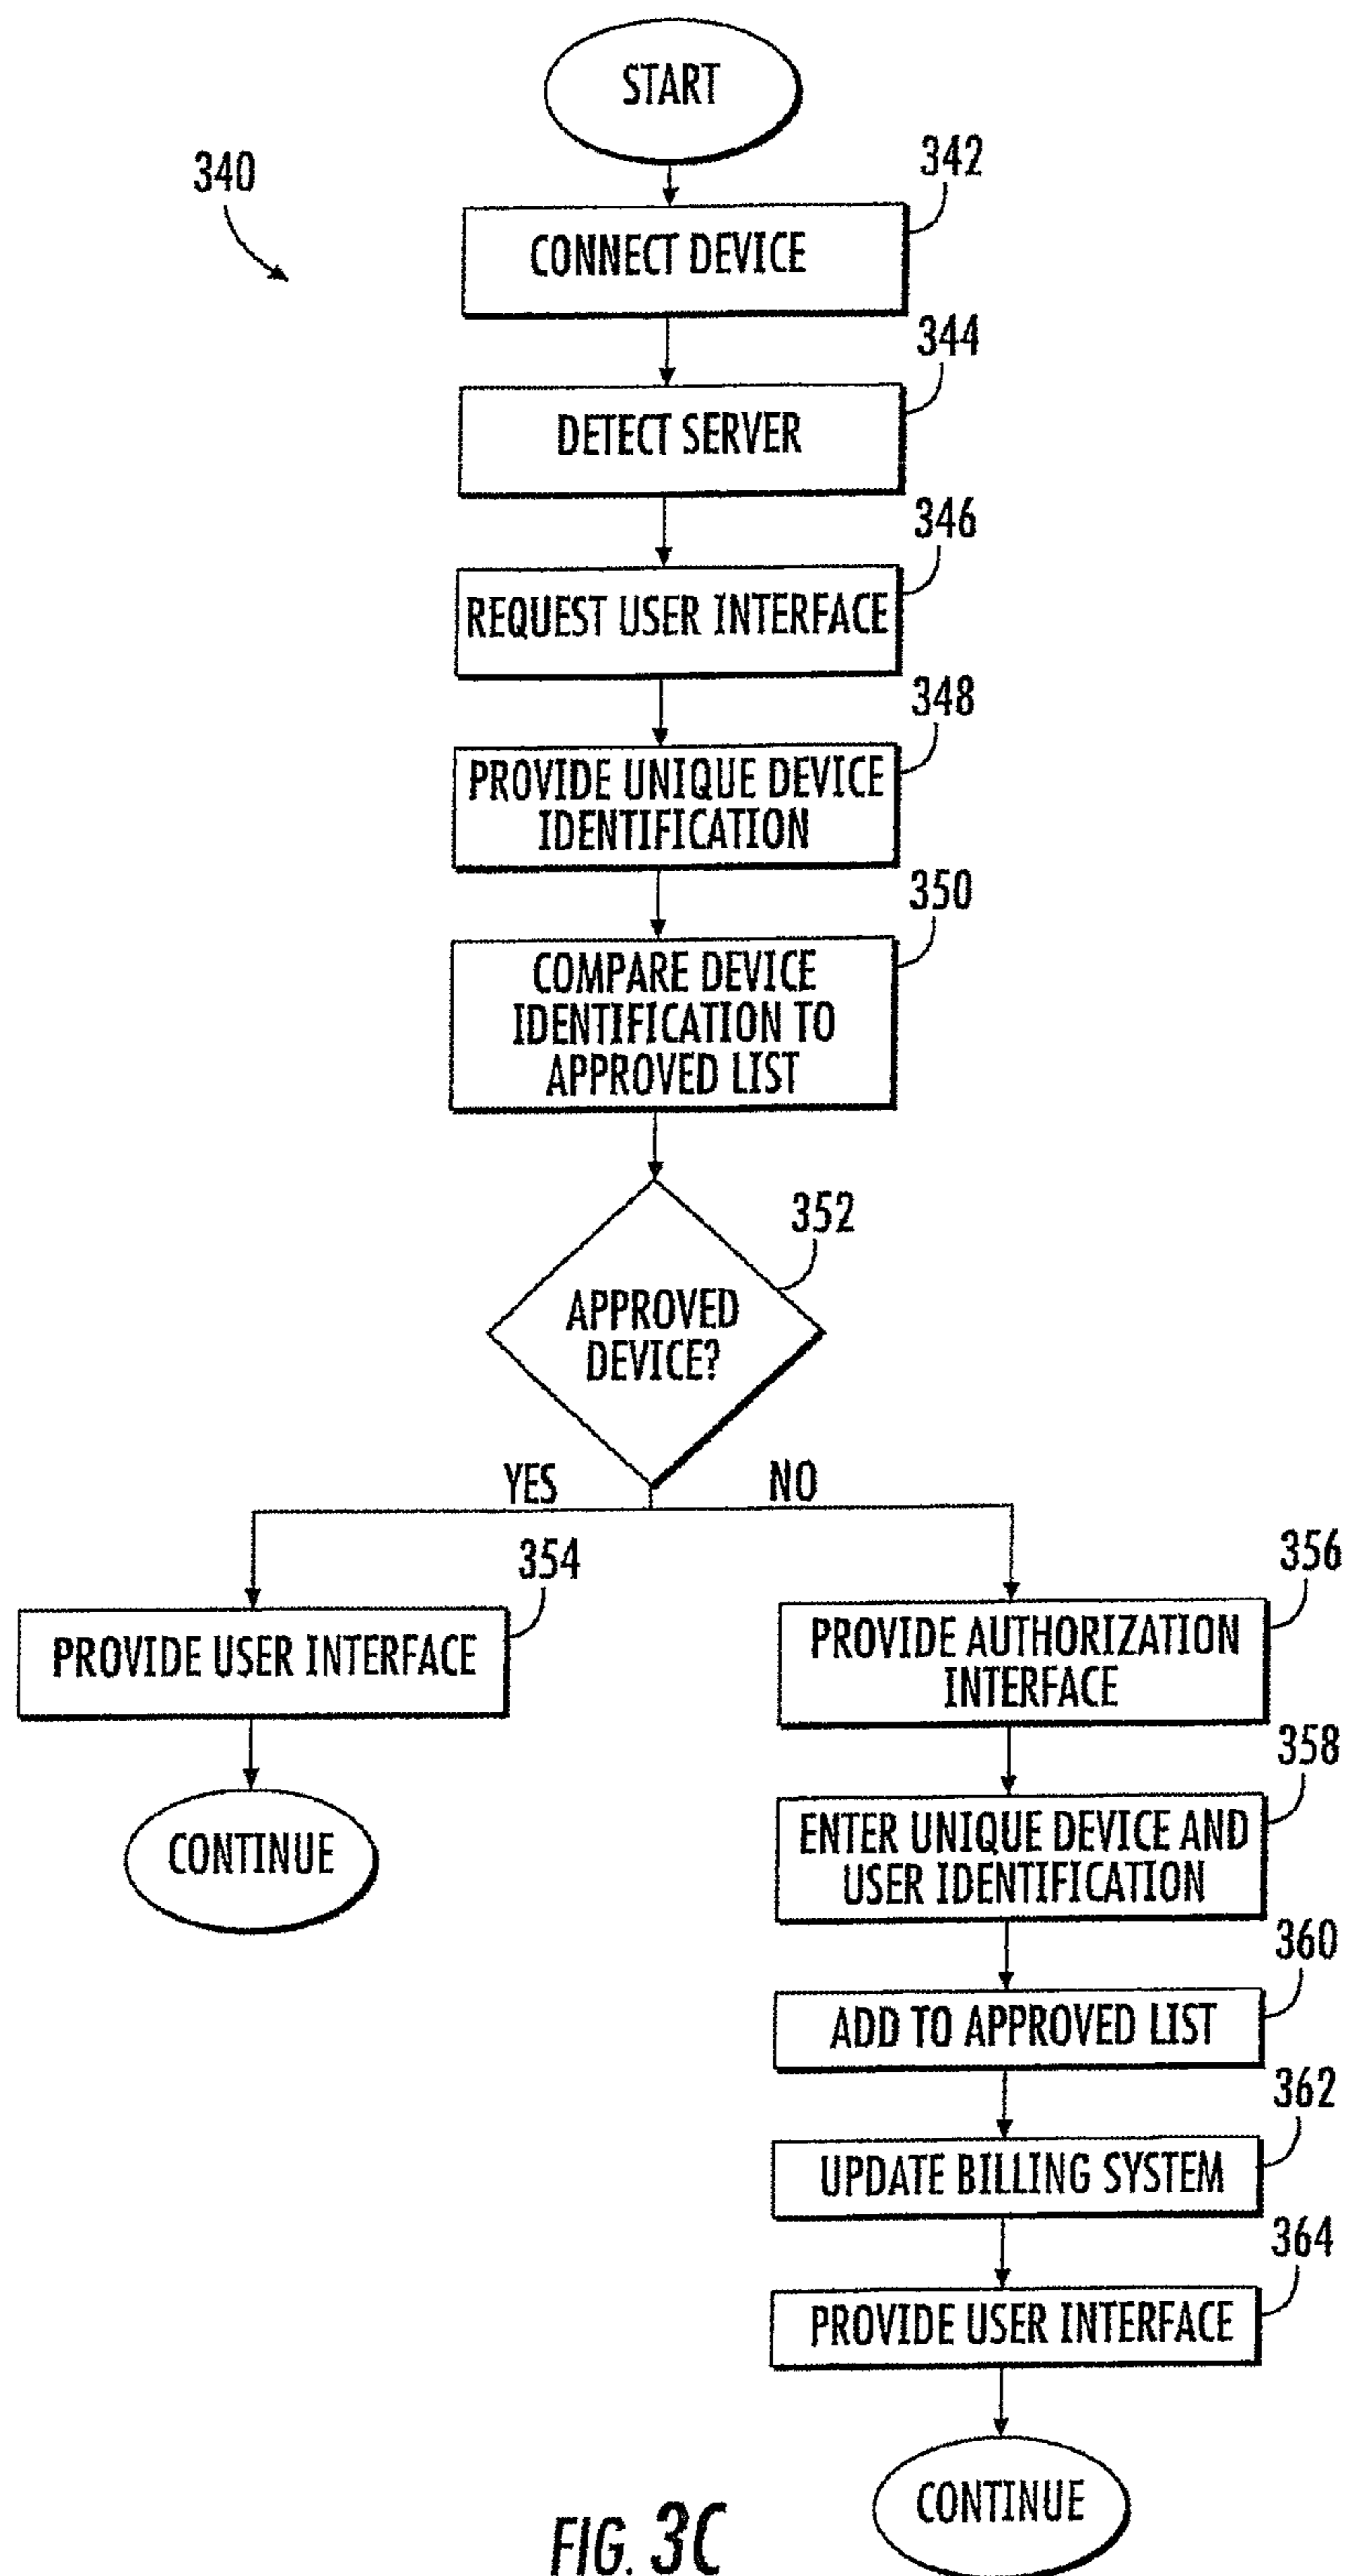 START
340
342
CONNECT DEVICE
344
DETECT SERVER
346
REQUEST USER INTERFACE
348
PROVIDE UNIQUE DEVICE
IDENTIFICATION
350
COMPARE DEVICE
IDENTIFICATION TO
APPROVED LIST
352
APPROVED
DEVICE?
YES
NO
354
PROVIDE USER INTERFACE
CONTINUE
356
PROVIDE AUTHORIZATION
INTERFACE
358
ENTER UNIQUE DEVICE AND
USER IDENTIFICATION
360
ADD TO APPROVED LIST
362
UPDATE BILLING SYSTEM
364
PROVIDE USER INTERFACE
CONTINUE
FIG. 3C